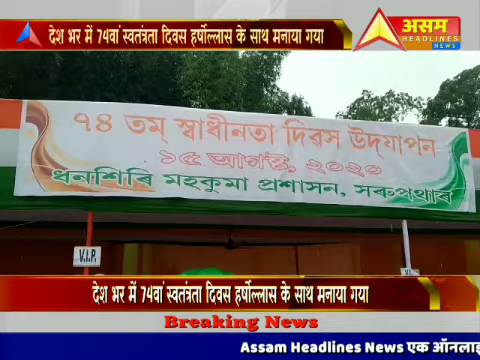 देश भर में 74वां स्वतंत्रता दिवस हर्षोल्लास के साथ मनाया गया
असम
HEADLINES
NEWS
৭৪ তম্ স্বাধীনতা দিৱস উদ্‌যাপন
১৫ আগষ্ট, ২০২০
ধনশিৰি মহকুমা প্ৰশাসন, সৰুপথাৰ
V.I.P.
देश भर में 74वां स्वतंत्रता दिवस हर्षोल्लास के साथ मनाया गया
Breaking News
Assam Headlines News एक ऑनलाइ